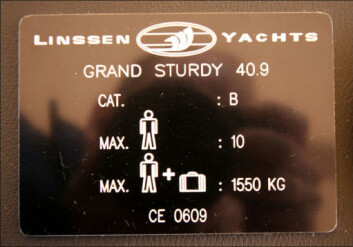 LINSSEN YACHTS
GRAND STURDY 40.9
CAT. : B
MAX. : 10
MAX. + : 1550 KG
CE 0609